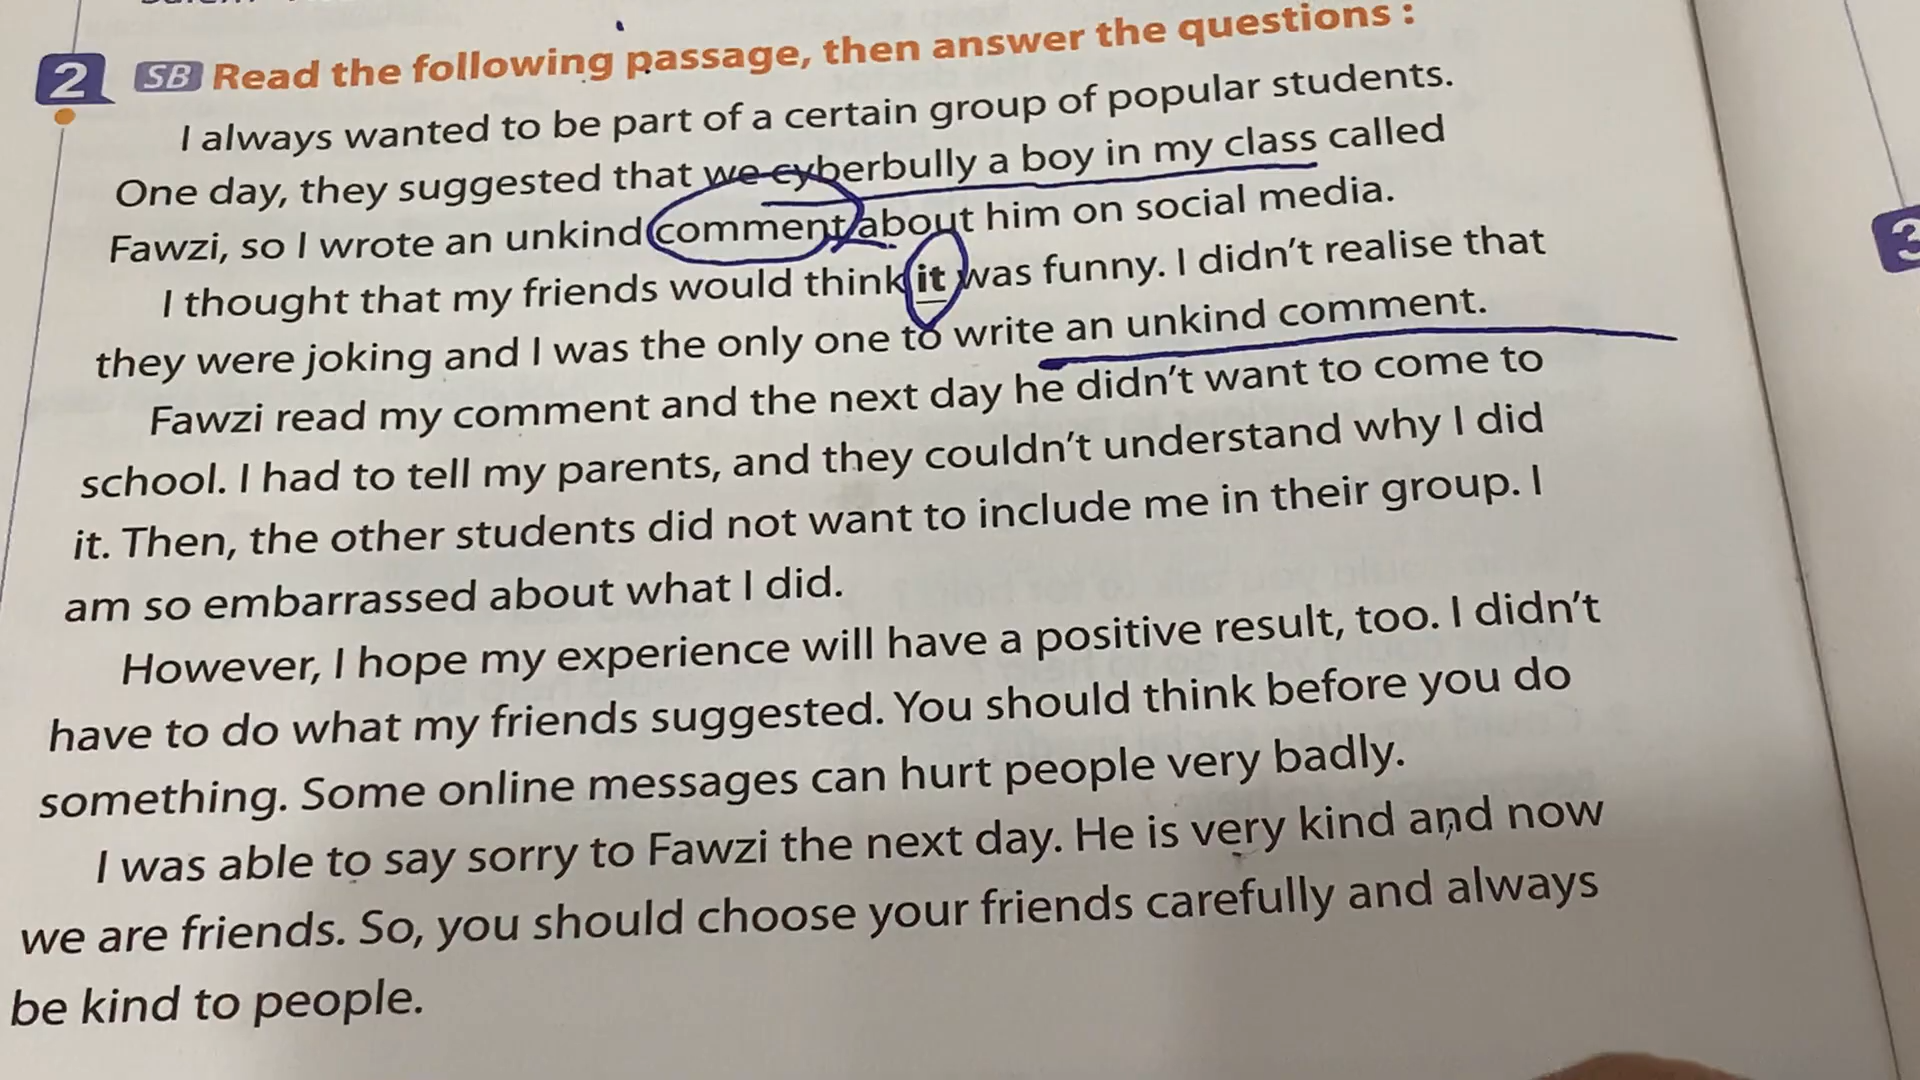 2 SB Read the following passage, then answer the questions :
I always wanted to be part of a certain group of popular students.
One day, they suggested that we cyberbully a boy in my class called
Fawzi, so I wrote an unkind comment about him on social media.
I thought that my friends would think it was funny. I didn't realise that
they were joking and I was the only one to write an unkind comment.
Fawzi read my comment and the next day he didn't want to come to
school. I had to tell my parents, and they couldn't understand why I did
it. Then, the other students did not want to include me in their group. I
am so embarrassed about what I did.
However, I hope my experience will have a positive result, too. I didn't
have to do what my friends suggested. You should think before you do
something. Some online messages can hurt people very badly.
I was able to say sorry to Fawzi the next day. He is very kind and now
we are friends. So, you should choose your friends carefully and always
be kind to people.
3